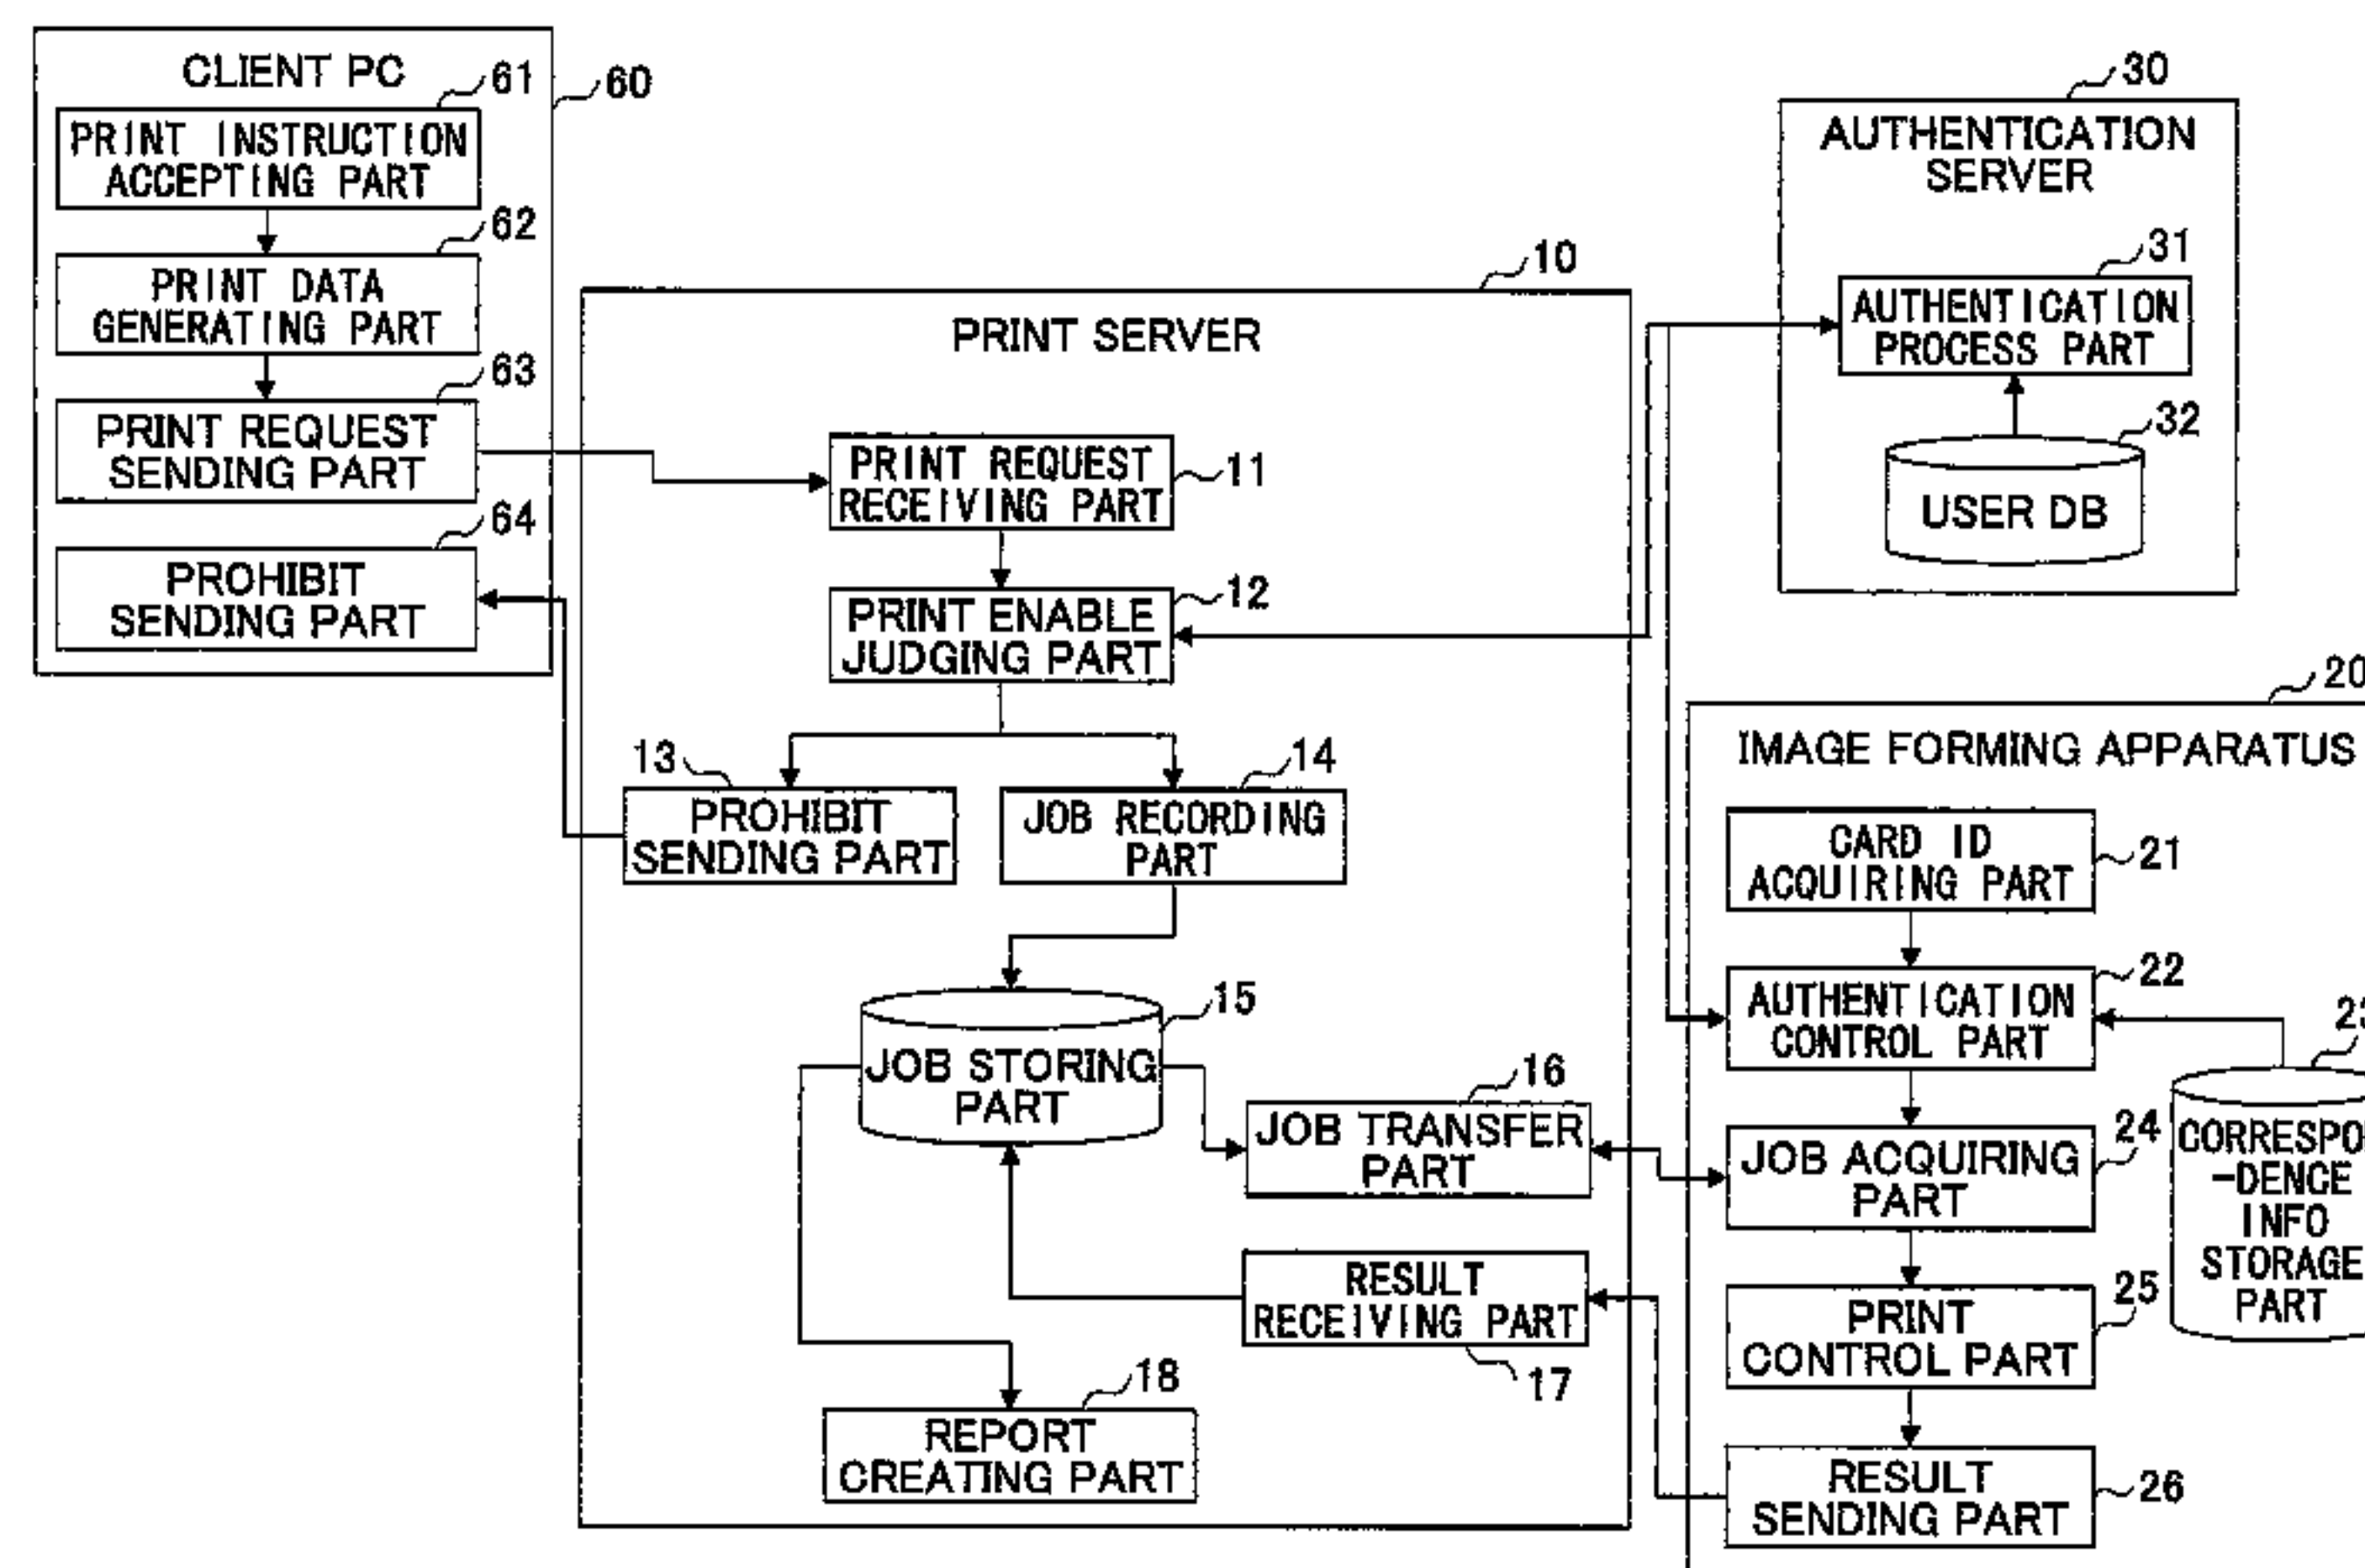 CLIENT PC
60
61
PRINT INSTRUCTION
ACCEPTING PART
62
PRINT DATA
GENERATING PART
63
PRINT REQUEST
SENDING PART
64
PROHIBIT
SENDING PART
10
PRINT SERVER
PRINT REQUEST
RECEIVING PART
11
PRINT ENABLE
JUDGING PART
12
13
PROHIBIT
SENDING PART
14
JOB RECORDING
PART
15
JOB STORING
PART
16
JOB TRANSFER
PART
RESULT
RECEIVING PART
17
18
REPORT
CREATING PART
30
AUTHENTICATION
SERVER
31
AUTHENTICATION
PROCESS PART
32
USER DB
20
IMAGE FORMING APPARATUS
CARD ID
ACQUIRING PART
21
22
AUTHENTICATION
CONTROL PART
-DENCE
INFO
STORAGE
PART
24
JOB ACQUIRING
PART
25
PRINT
CONTROL PART
RESULT
SENDING PART
26